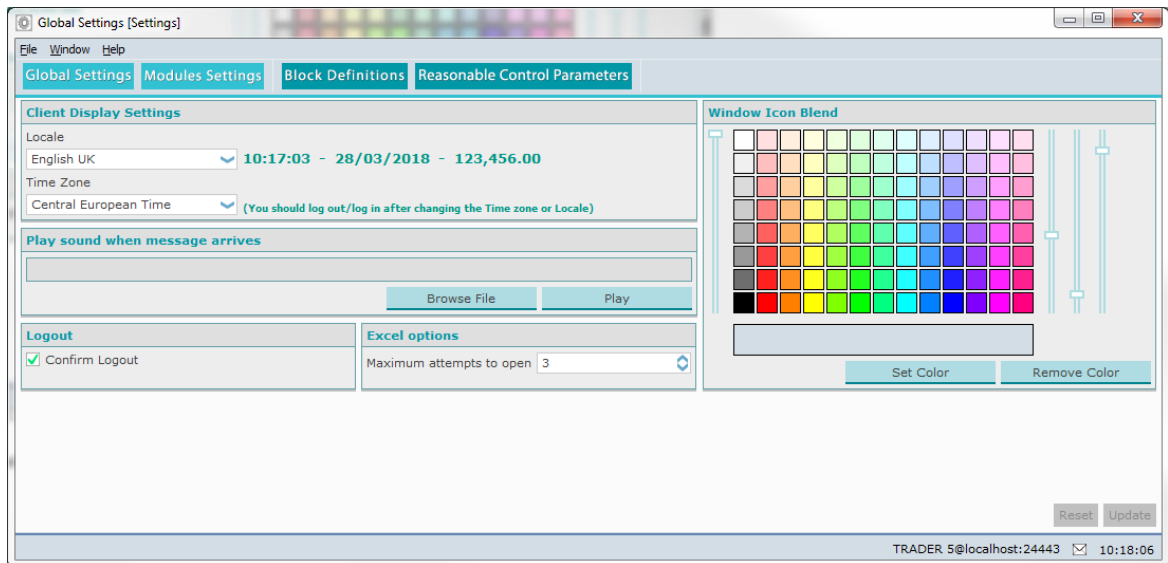 Global Settings [Settings]
File Window Help
Global Settings Modules Settings Block Definitions Reasonable Control Parameters
Client Display Settings
Locale
English UK 10:17:03 - 28/03/2018 - 123,456.00
Time Zone
Central European Time (You should log out/log in after changing the Time zone or Locale)
Play sound when message arrives
Browse File Play
Logout
Confirm Logout
Excel options
Maximum attempts to open 3
Window Icon Blend
Set Color Remove Color
Reset Update
TRADER 5@localhost:24443 10:18:06